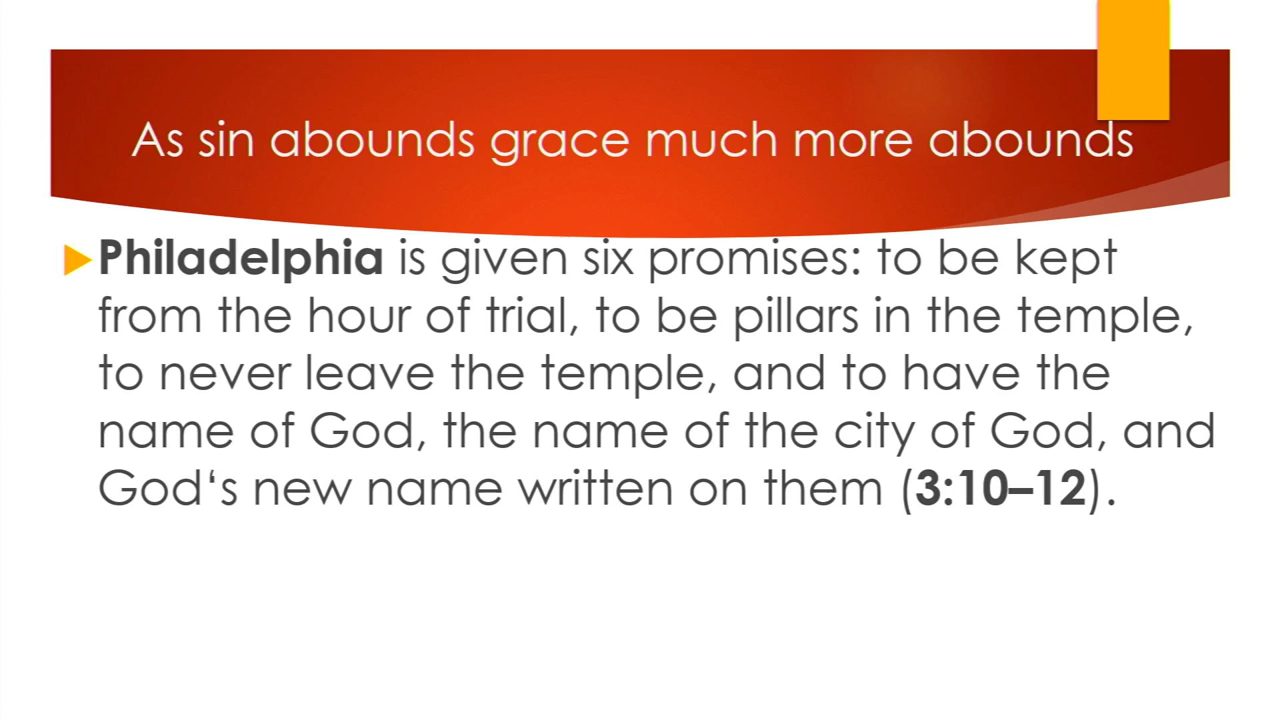 As sin abounds grace much more abounds
Philadelphia is given six promises: to be kept
from the hour of trial, to be pillars in the temple,
to never leave the temple, and to have the
name of God, the name of the city of God, and
God‘s new name written on them (3:10–12).